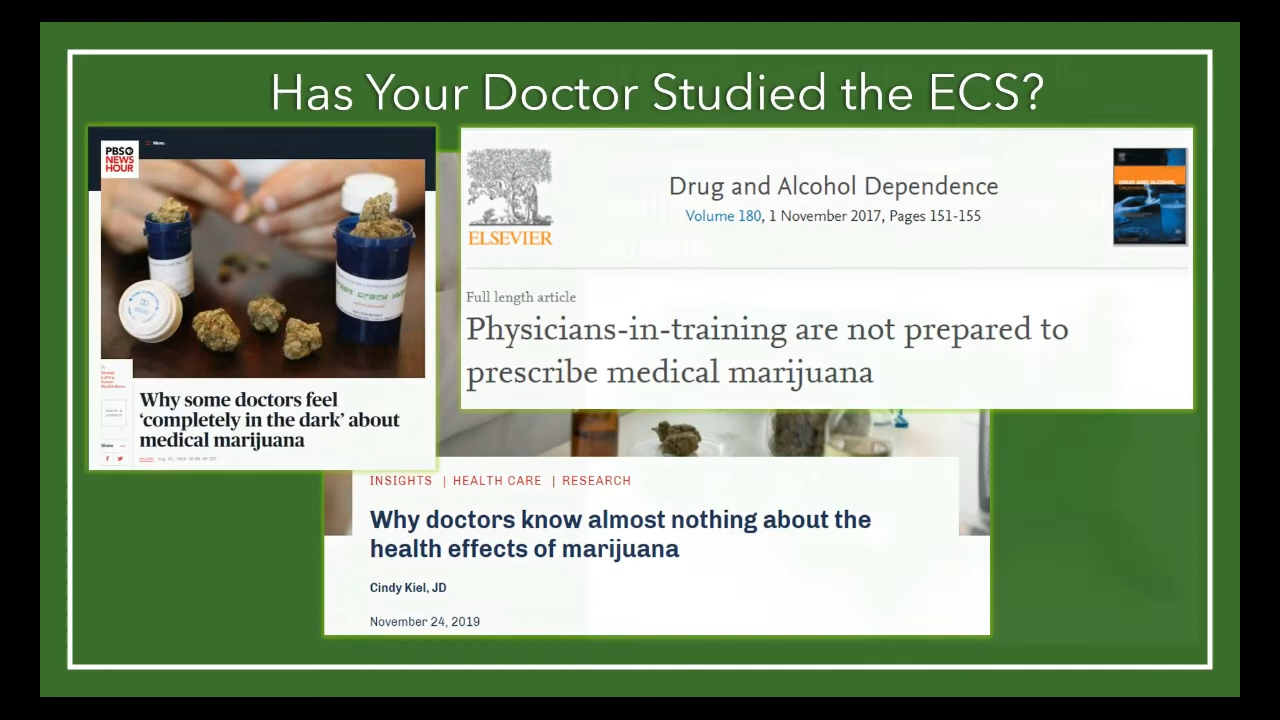 Has Your Doctor Studied the ECS?
PBS
NEWS
HOUR
Menu
Why some doctors feel
‘completely in the dark’ about
medical marijuana
Share
ELSEVIER
Drug and Alcohol Dependence
Volume 180, 1 November 2017, Pages 151-155
Full length article
Physicians-in-training are not prepared to
prescribe medical marijuana
INSIGHTS | HEALTH CARE | RESEARCH
Why doctors know almost nothing about the
health effects of marijuana
Cindy Kiel, JD
November 24, 2019